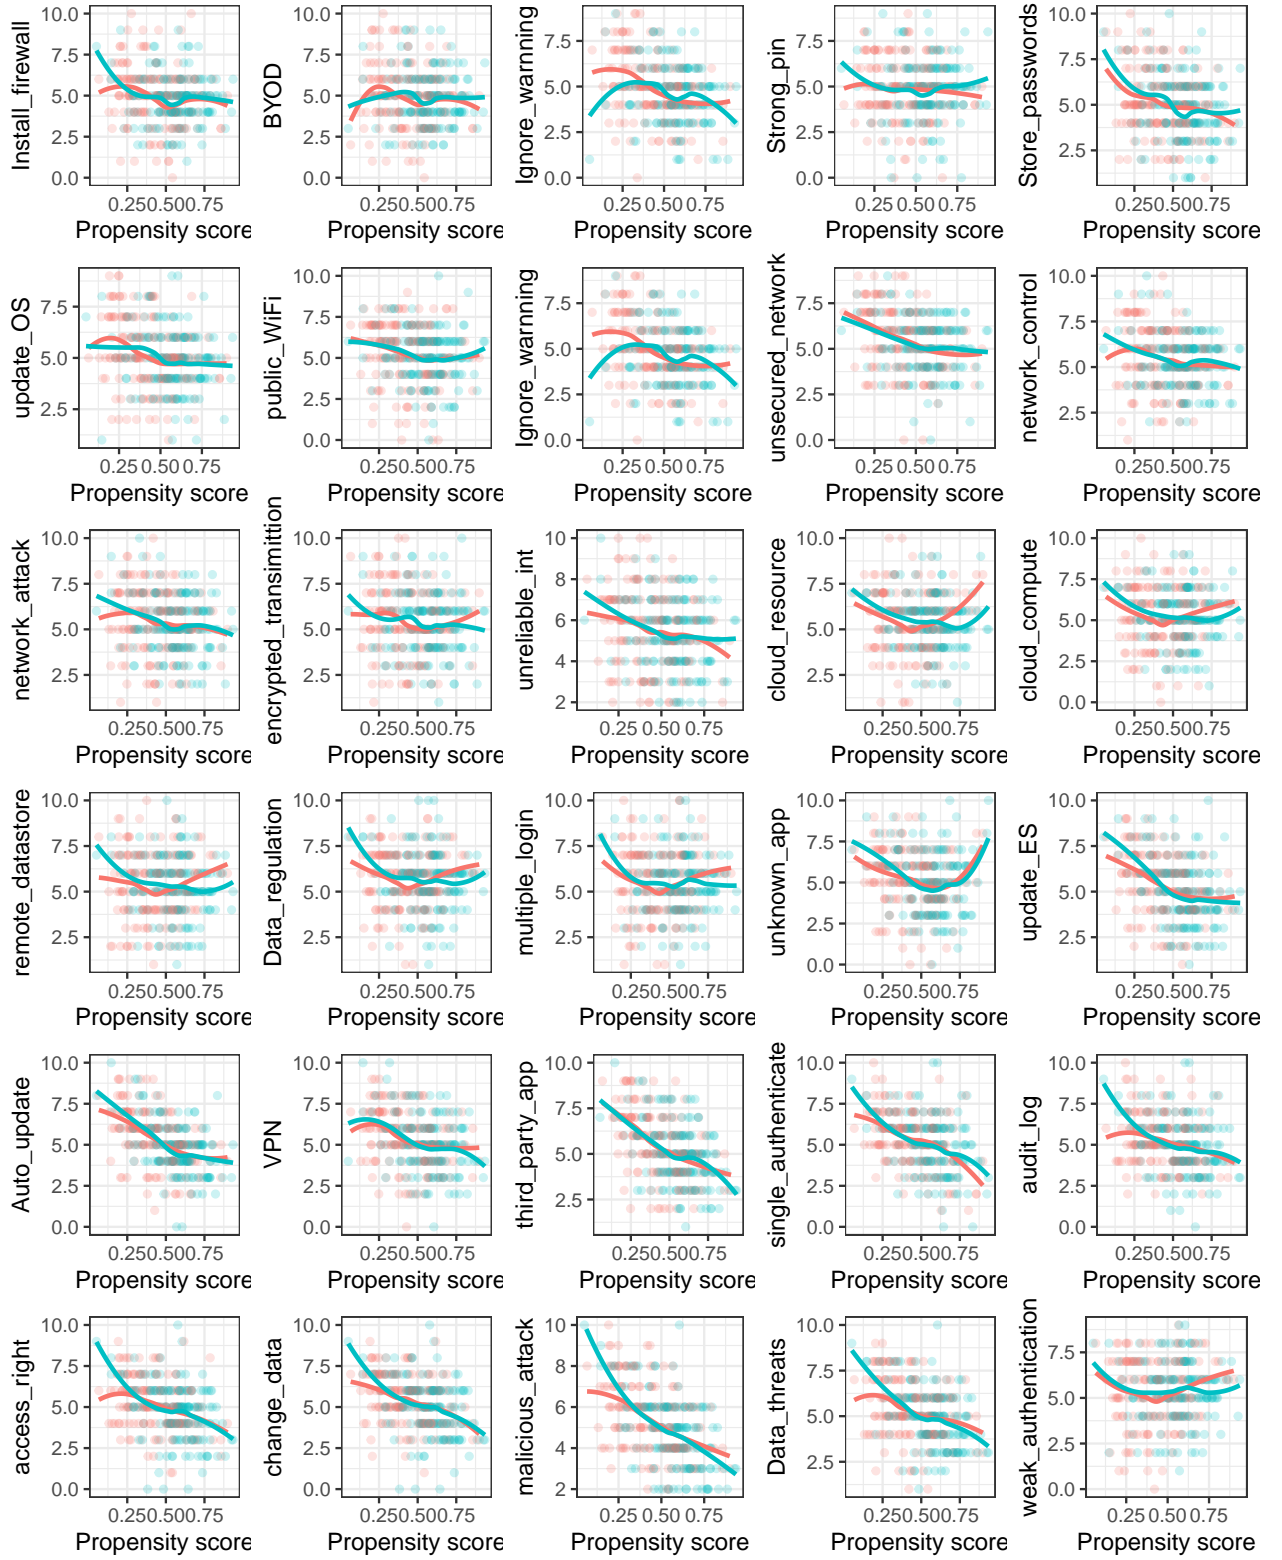 Install_firewall
10.0
7.5
5.0
2.5
0.0
0.250.500.75
Propensity score
BYOD
10.0
7.5
5.0
2.5
0.0
0.250.500.75
Propensity score
Ignore_warnning
7.5
5.0
2.5
0.0
0.25 0.50 0.75
Propensity score
Strong_pin
7.5
5.0
2.5
0.0
0.250.500.75
Propensity score
Store_passwords
10.0
7.5
5.0
2.5
0.250.500.75
Propensity score
update_OS
7.5
5.0
2.5
0.25 0.50 0.75
Propensity score
public_WiFi
10.0
7.5
5.0
2.5
0.0
0.250.500.75
Propensity score
Ignore_warnning
7.5
5.0
2.5
0.0
0.25 0.50 0.75
Propensity score
unsecured_network
7.5
5.0
2.5
0.0
0.250.500.75
Propensity score
network_control
10.0
7.5
5.0
2.5
0.250.500.75
Propensity score
network_attack
10.0
7.5
5.0
2.5
0.250.500.75
Propensity score
encrypted_transimittion
10.0
7.5
5.0
2.5
0.250.500.75
Propensity score
unreliable_int
10
8
6
4
2
0.25 0.50 0.75
Propensity score
cloud_resource
10.0
7.5
5.0
2.5
0.250.500.75
Propensity score
cloud_compute
10.0
7.5
5.0
2.5
0.0
0.250.500.75
Propensity score
remote_datastore
10.0
7.5
5.0
2.5
0.250.500.75
Propensity score
Data_regulation
10.0
7.5
5.0
2.5
0.250.500.75
Propensity score
multiple_login
10.0
7.5
5.0
2.5
0.250.500.75
Propensity score
unknown_app
10.0
7.5
5.0
2.5
0.0
0.250.500.75
Propensity score
update_ES
10.0
7.5
5.0
2.5
0.250.500.75
Propensity score
Auto_update
10.0
7.5
5.0
2.5
0.0
0.250.500.75
Propensity score
VPN
10.0
7.5
5.0
2.5
0.0
0.250.500.75
Propensity score
third_party_app
10.0
7.5
5.0
2.5
0.250.500.75
Propensity score
single_authenticate
10.0
7.5
5.0
2.5
0.0
0.250.500.75
Propensity score
audit_log
10.0
7.5
5.0
2.5
0.0
0.250.500.75
Propensity score
access_right
10.0
7.5
5.0
2.5
0.0
0.250.500.75
Propensity score
change_data
10.0
7.5
5.0
2.5
0.0
0.250.500.75
Propensity score
malicious_attack
10
8
6
4
2
0.25 0.50 0.75
Propensity score
Data_threats
10.0
7.5
5.0
2.5
0.250.500.75
Propensity score
weak_authentication
7.5
5.0
2.5
0.0
0.25 0.50 0.75
Propensity score